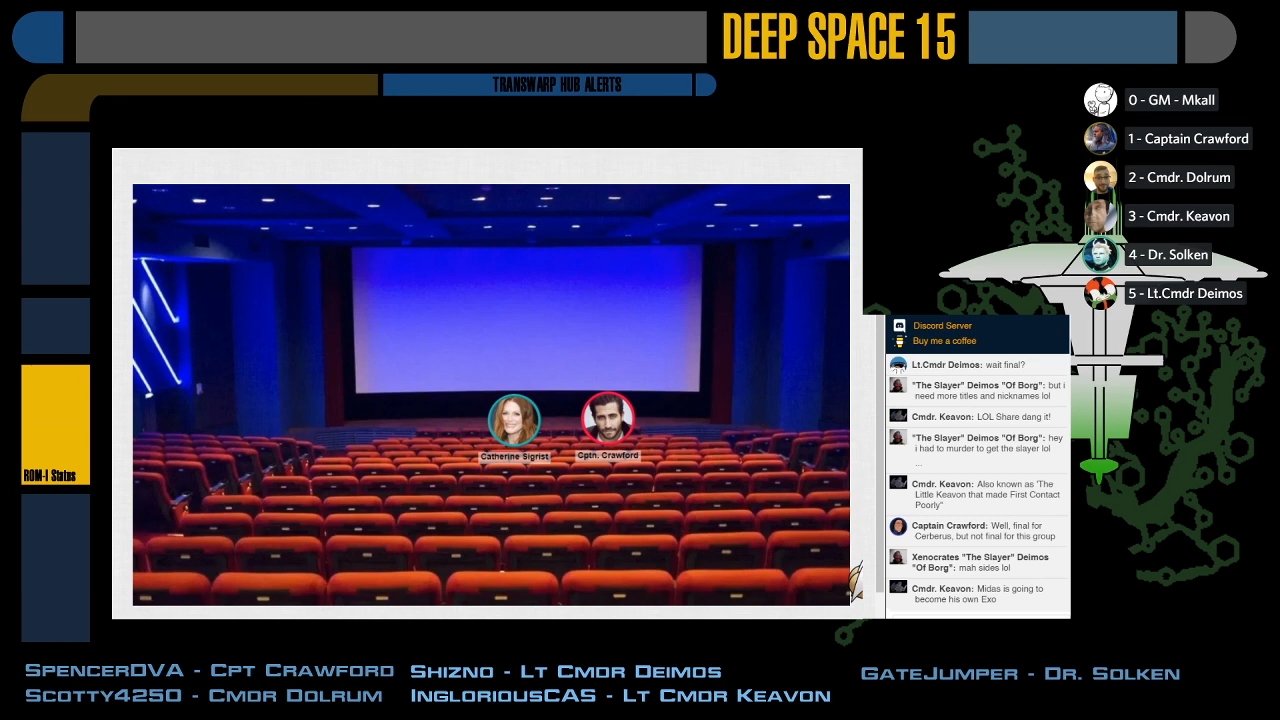 DEEP SPACE 15
TRANSWARP HUB ALERTS
0 - GM - Mkall
1 - Captain Crawford
2 - Cmdr. Dolrum
3 - Cmdr. Keavon
4 - Dr. Solken
5 - Lt.Cmdr Deimos
Catherine Sigrist
Cptn. Crawford
ROM-I Status
Discord Server
Buy me a coffee
Lt.Cmdr Deimos: wait final?
"The Slayer" Deimos "Of Borg": but i
need more titles and nicknames lol
Cmdr. Keavon: LOL Share dang it!
"The Slayer" Deimos "Of Borg": hey
i had to murder to get the slayer lol
...
Cmdr. Keavon: Also known as 'The
Little Keavon that made First Contact
Poorly"
Captain Crawford: Well, final for
Cerberus, but not final for this group
Xenocrates "The Slayer" Deimos
"Of Borg": mah sides lol
Cmdr. Keavon: Midas is going to
become his own Exo
SpencerDVA - Cpt Crawford
Shizno - Lt Cmdr Deimos
GateJumper - Dr. Solken
Scotty4250 - Cmdr Dolrum
IngloriousCAS - Lt Cmdr Keavon